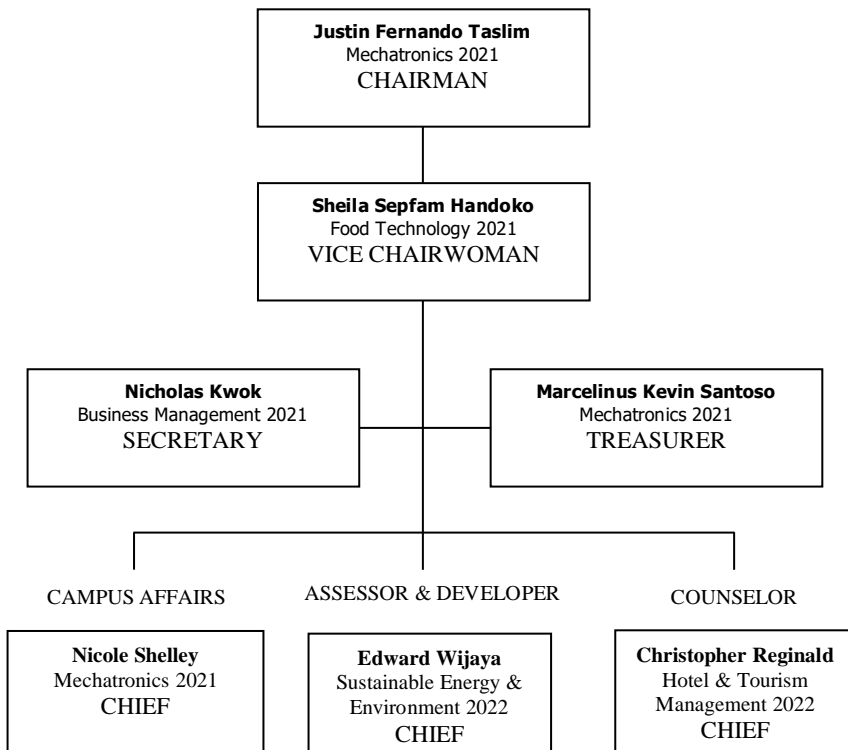 Justin Fernando Taslim
Mechatronics 2021
CHAIRMAN
Sheila Sepfam Handoko
Food Technology 2021
VICE CHAIRWOMAN
Nicholas Kwok
Business Management 2021
SECRETARY
Marcelinus Kevin Santoso
Mechatronics 2021
TREASURER
CAMPUS AFFAIRS
Nicole Shelley
Mechatronics 2021
CHIEF
ASSESSOR & DEVELOPER
Edward Wijaya
Sustainable Energy &
Environment 2022
CHIEF
COUNSELOR
Christopher Reginald
Hotel & Tourism
Management 2022
CHIEF